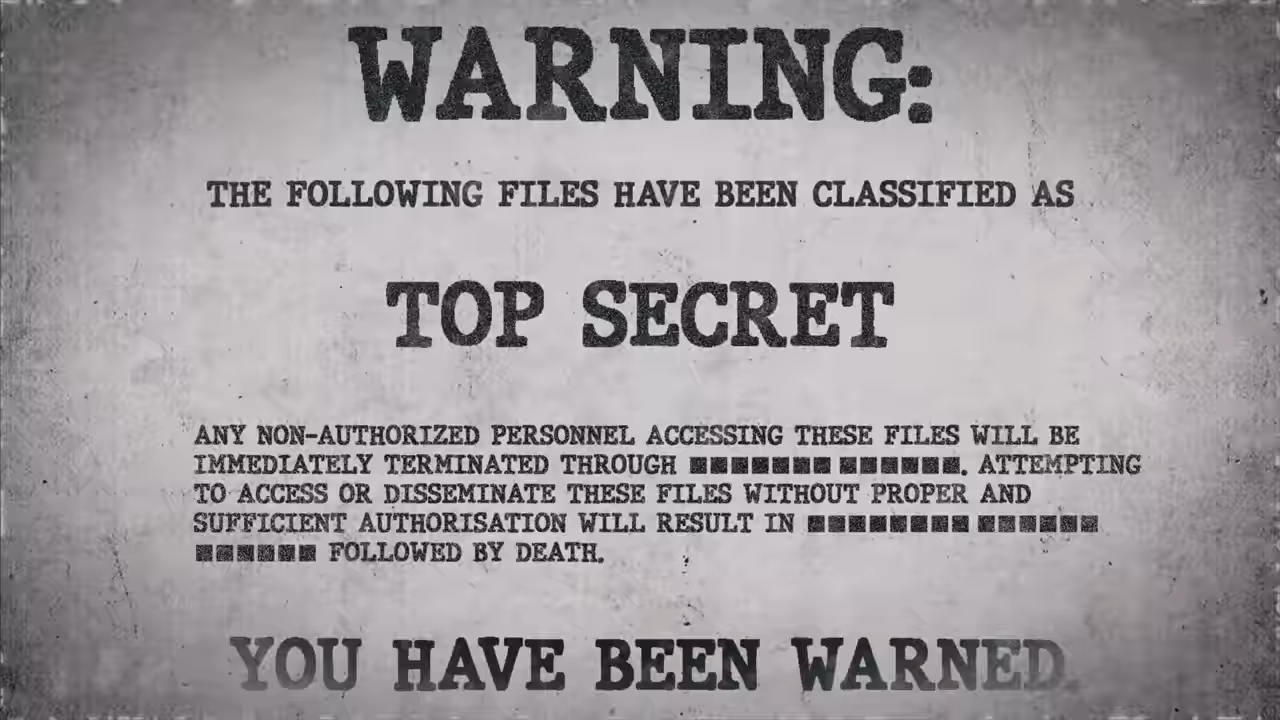 WARNING:
THE FOLLOWING FILES HAVE BEEN CLASSIFIED AS
TOP SECRET
ANY NON-AUTHORIZED PERSONNEL ACCESSING THESE FILES WILL BE
IMMEDIATELY TERMINATED THROUGH ■■■■■■■ ■■■■■■. ATTEMPTING
TO ACCESS OR DISSEMINATE THESE FILES WITHOUT PROPER AND
SUFFICIENT AUTHORISATION WILL RESULT IN ■■■■■■■■ ■■■■■■
■■■■■■ FOLLOWED BY DEATH.
YOU HAVE BEEN WARNED.